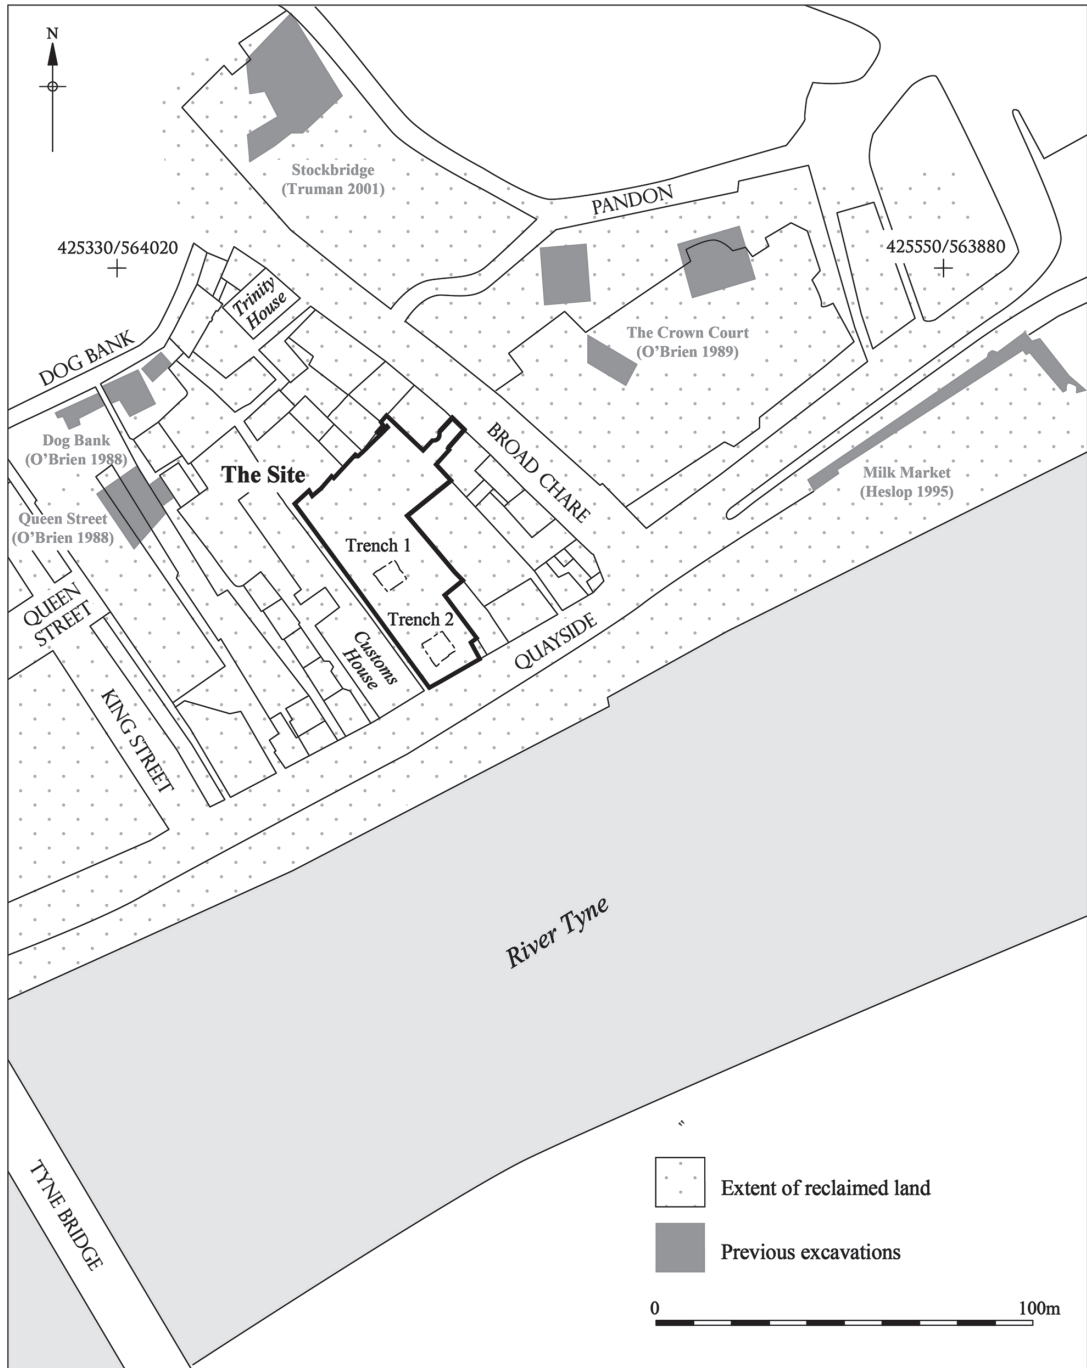 N
Stockbridge
(Truman 2001)
PANDON
425330/564020
425550/563880
Trinity
House
DOG BANK
The Crown Court
(O'Brien 1989)
Dog Bank
(O'Brien 1988)
BROAD CHARE
The Site
Milk Market
(Heslop 1995)
Queen Street
(O'Brien 1988)
Trench 1
QUEEN
STREET
Trench 2
QUAYSIDE
Customs
House
KING STREET
River Tyne
TYNE BRIDGE
"
Extent of reclaimed land
Previous excavations
0 100m